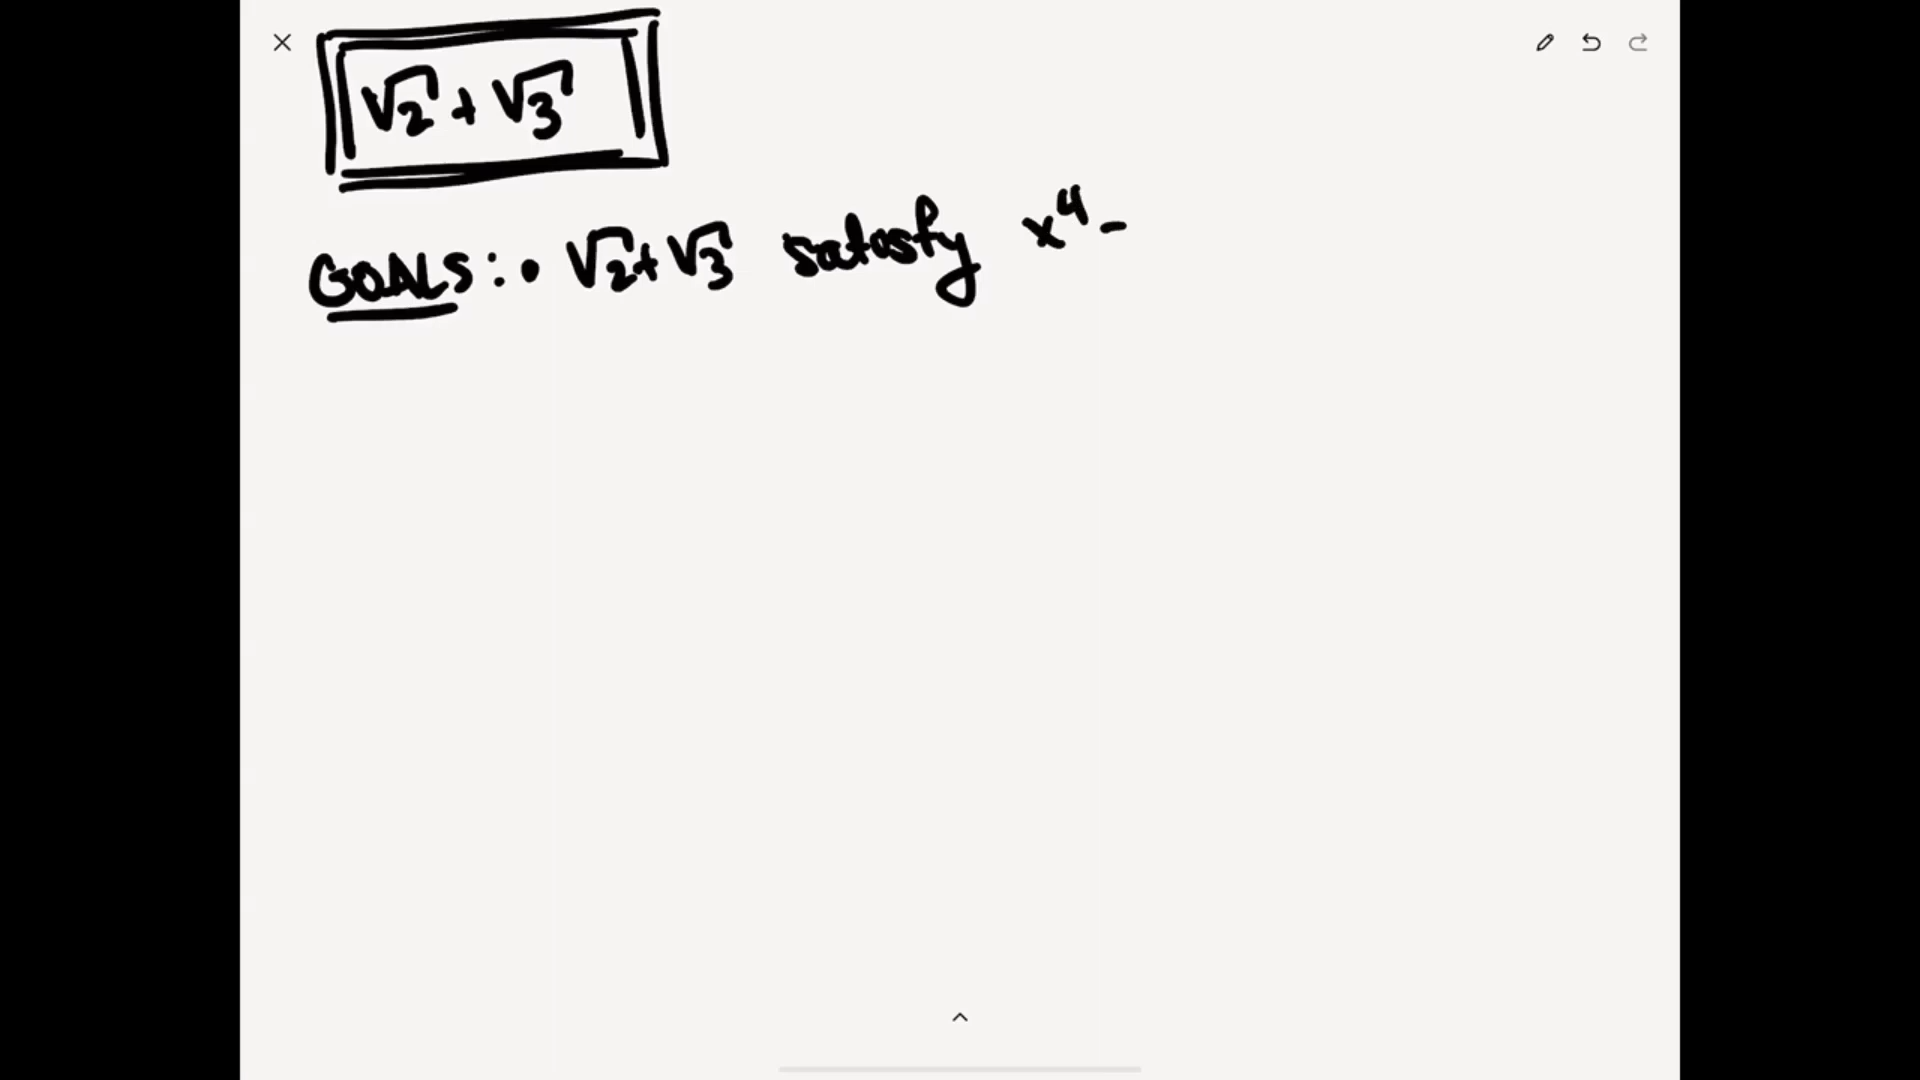 √2 + √3
GOALS: • √2 + √3 satisfy x⁴ -